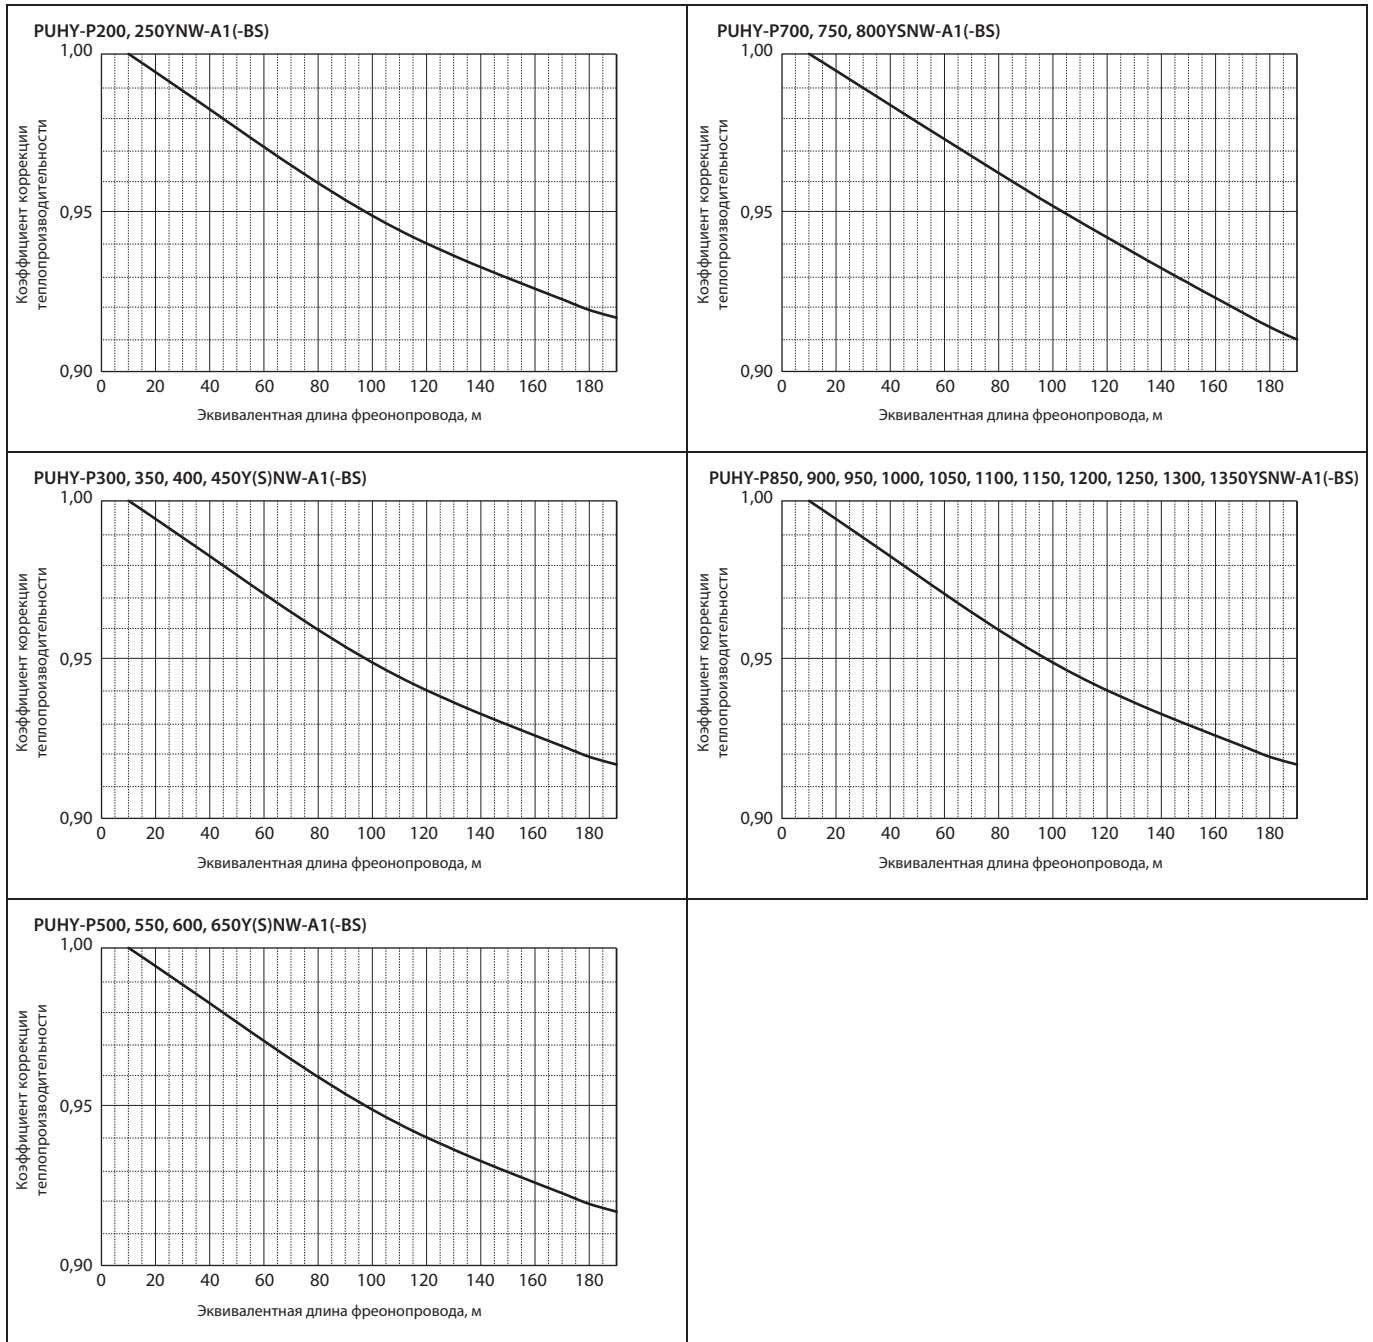 PUHY-P200, 250YNW-A1(-BS)
Коэффициент коррекции
теплопроизводительности
1,00
0,95
0,90
0 20 40 60 80 100 120 140 160 180
Эквивалентная длина фреонопровода, м
PUHY-P700, 750, 800YSNW-A1(-BS)
Коэффициент коррекции
теплопроизводительности
1,00
0,95
0,90
0 20 40 60 80 100 120 140 160 180
Эквивалентная длина фреонопровода, м
PUHY-P300, 350, 400, 450Y(S)NW-A1(-BS)
Коэффициент коррекции
теплопроизводительности
1,00
0,95
0,90
0 20 40 60 80 100 120 140 160 180
Эквивалентная длина фреонопровода, м
PUHY-P850, 900, 950, 1000, 1050, 1100, 1150, 1200, 1250, 1300, 1350YSNW-A1(-BS)
Коэффициент коррекции
теплопроизводительности
1,00
0,95
0,90
0 20 40 60 80 100 120 140 160 180
Эквивалентная длина фреонопровода, м
PUHY-P500, 550, 600, 650Y(S)NW-A1(-BS)
Коэффициент коррекции
теплопроизводительности
1,00
0,95
0,90
0 20 40 60 80 100 120 140 160 180
Эквивалентная длина фреонопровода, м